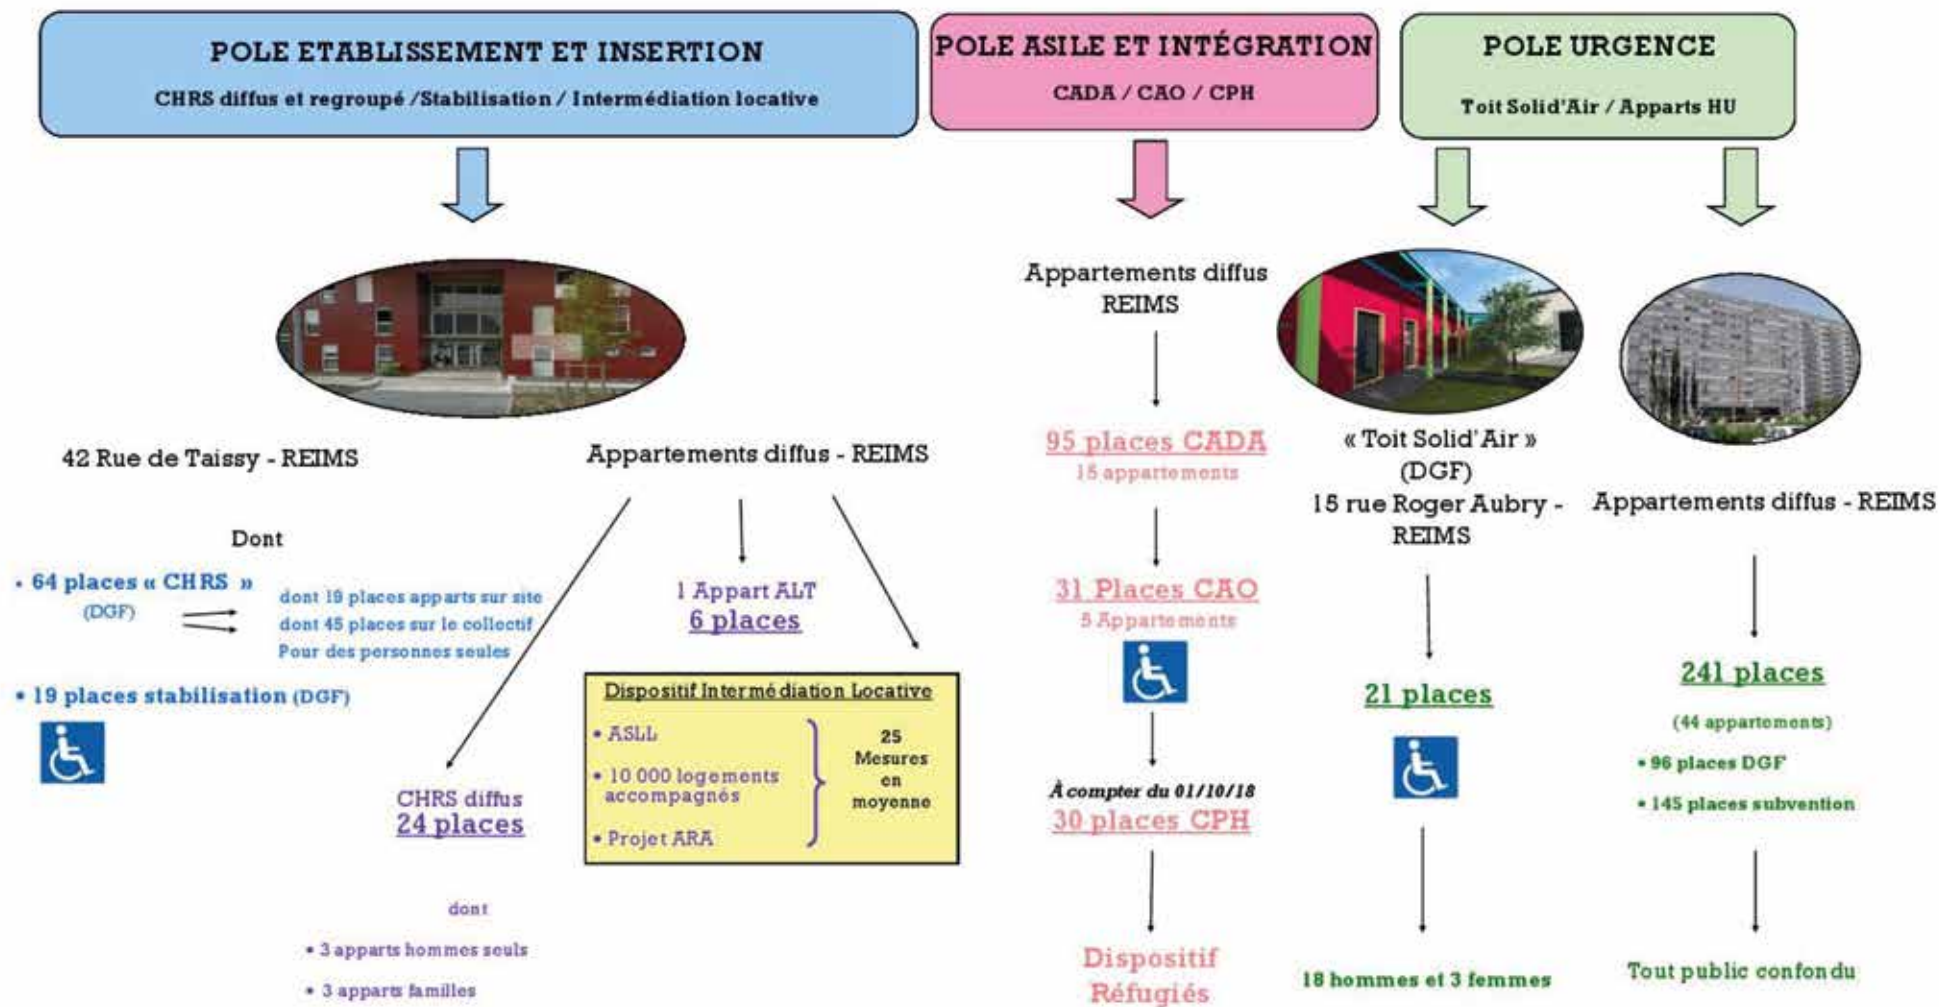 POLE ETABLISSEMENT ET INSERTION
CHRS diffus et regroupé /Stabilisation / Intermédiation locative
POLE ASILE ET INTÉGRATION
CADA / CAO / CPH
POLE URGENCE
Toit Solid'Air / Apparts HU
42 Rue de Taissy - REIMS
Dont
• 64 places « CHRS »
(DGF)
dont 19 places apparts sur site
dont 45 places sur le collectif
Pour des personnes seules
• 19 places stabilisation (DGF)
Appartements diffus - REIMS
CHRS diffus
24 places
dont
• 3 apparts hommes seuls
• 3 apparts familles
1 Appart ALT
6 places
Dispositif Intermédiation Locative
• ASLL
• 10 000 logements
accompagnés
• Projet ARA
25
Mesures
en
moyenne
Appartements diffus
REIMS
95 places CADA
15 appartements
31 Places CAO
5 Appartements
À compter du 01/10/18
30 places CPH
Dispositif
Réfugiés
« Toit Solid'Air »
(DGF)
15 rue Roger Aubry -
REIMS
21 places
18 hommes et 3 femmes
Appartements diffus - REIMS
241 places
(44 appartements)
• 96 places DGF
• 145 places subvention
Tout public confondu